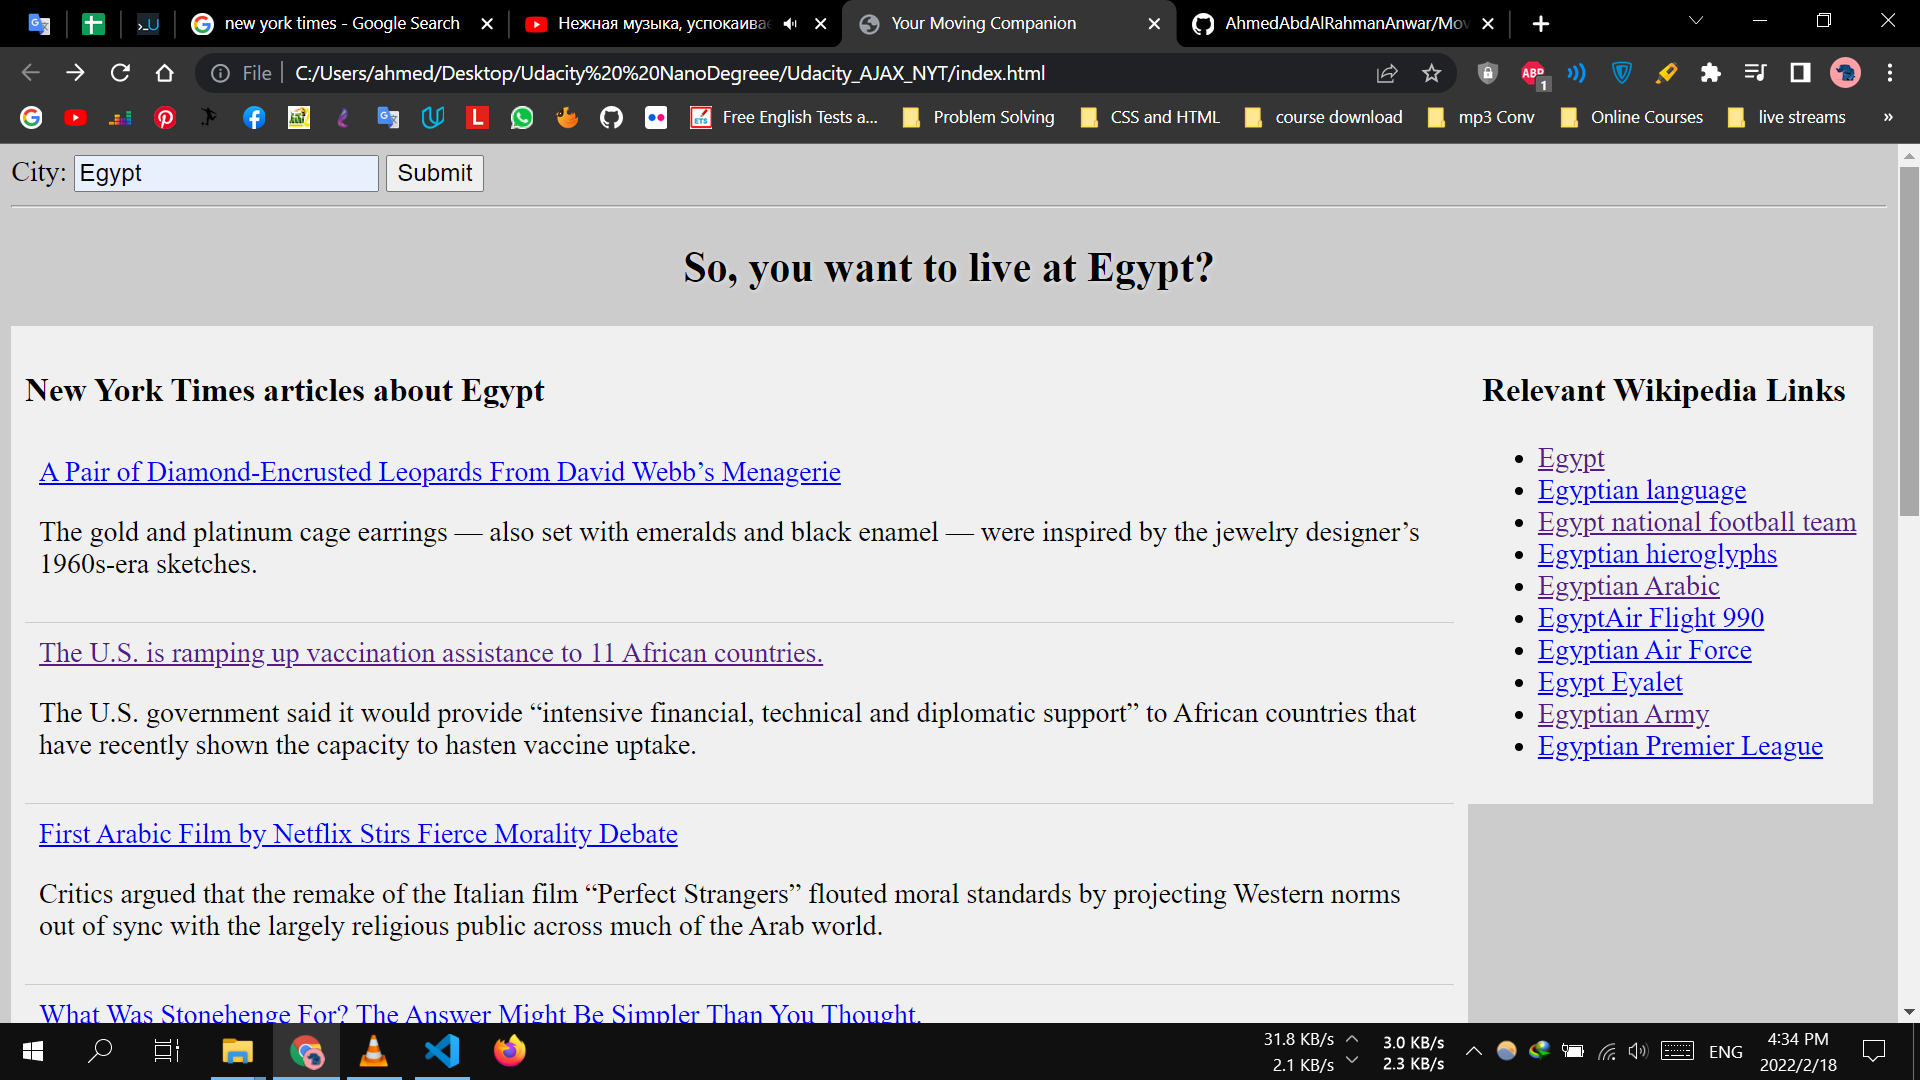 new york times - Google Search
Нежная музыка, успокаивае
Your Moving Companion
AhmedAbdAlRahmanAnwar/Mov
File
C:/Users/ahmed/Desktop/Udacity%20%20NanoDegreee/Udacity_AJAX_NYT/index.html
ABP
1
ETS
Free English Tests a...
Problem Solving
CSS and HTML
course download
mp3 Conv
Online Courses
live streams
»
City: Egypt Submit
So, you want to live at Egypt?
New York Times articles about Egypt
A Pair of Diamond-Encrusted Leopards From David Webb’s Menagerie
The gold and platinum cage earrings — also set with emeralds and black enamel — were inspired by the jewelry designer’s
1960s-era sketches.
The U.S. is ramping up vaccination assistance to 11 African countries.
The U.S. government said it would provide “intensive financial, technical and diplomatic support” to African countries that
have recently shown the capacity to hasten vaccine uptake.
First Arabic Film by Netflix Stirs Fierce Morality Debate
Critics argued that the remake of the Italian film “Perfect Strangers” flouted moral standards by projecting Western norms
out of sync with the largely religious public across much of the Arab world.
What Was Stonehenge For? The Answer Might Be Simpler Than You Thought.
Relevant Wikipedia Links
Egypt
Egyptian language
Egypt national football team
Egyptian hieroglyphs
Egyptian Arabic
EgyptAir Flight 990
Egyptian Air Force
Egypt Eyalet
Egyptian Army
Egyptian Premier League
31.8 KB/s
2.1 KB/s
3.0 KB/s
2.3 KB/s
ENG
4:34 PM
2022/2/18